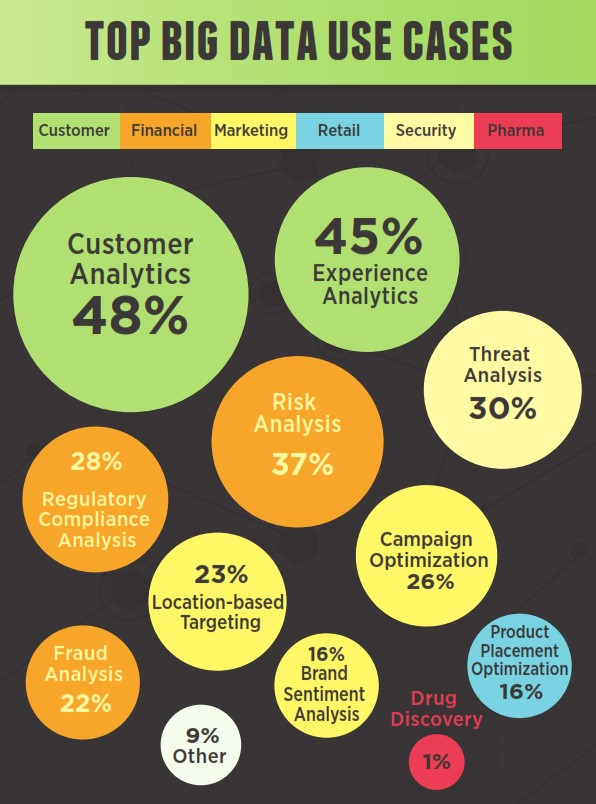 TOP BIG DATA USE CASES
Customer Financial Marketing Retail Security Pharma
Customer
Analytics
48%
45%
Experience
Analytics
Threat
Analysis
30%
Risk
Analysis
37%
28%
Regulatory
Compliance
Analysis
Campaign
Optimization
26%
23%
Location-based
Targeting
Product
Placement
Optimization
16%
Fraud
Analysis
22%
16%
Brand
Sentiment
Analysis
Drug
Discovery
1%
9%
Other